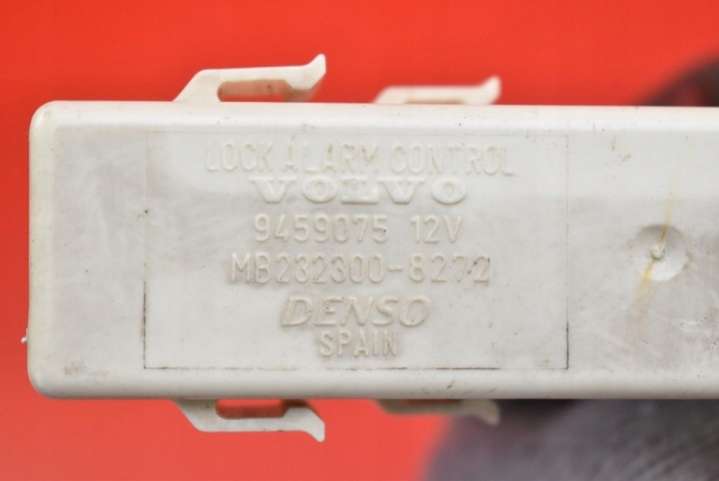 LOCK ALARM CONTROL
VOLVO
9459075 12V
MB232300-8272
DENSO
SPAIN